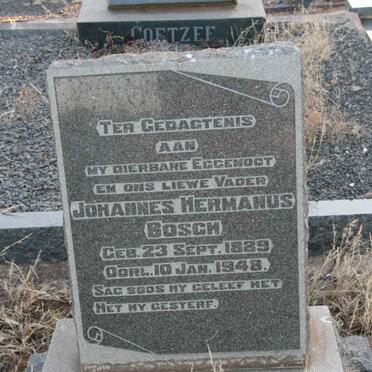 COETZEE
TER GEDAGTENIS
AAN
MY DIERBARE EGGENOOT
EN ONS LIEWE VADER
JOHANNES HERMANUS
BOSCH
GEB. 23 SEPT. 1889
OORL. 10 JAN. 1948.
SAG SOOS HY GELEEF HET
HET HY GESTERF.